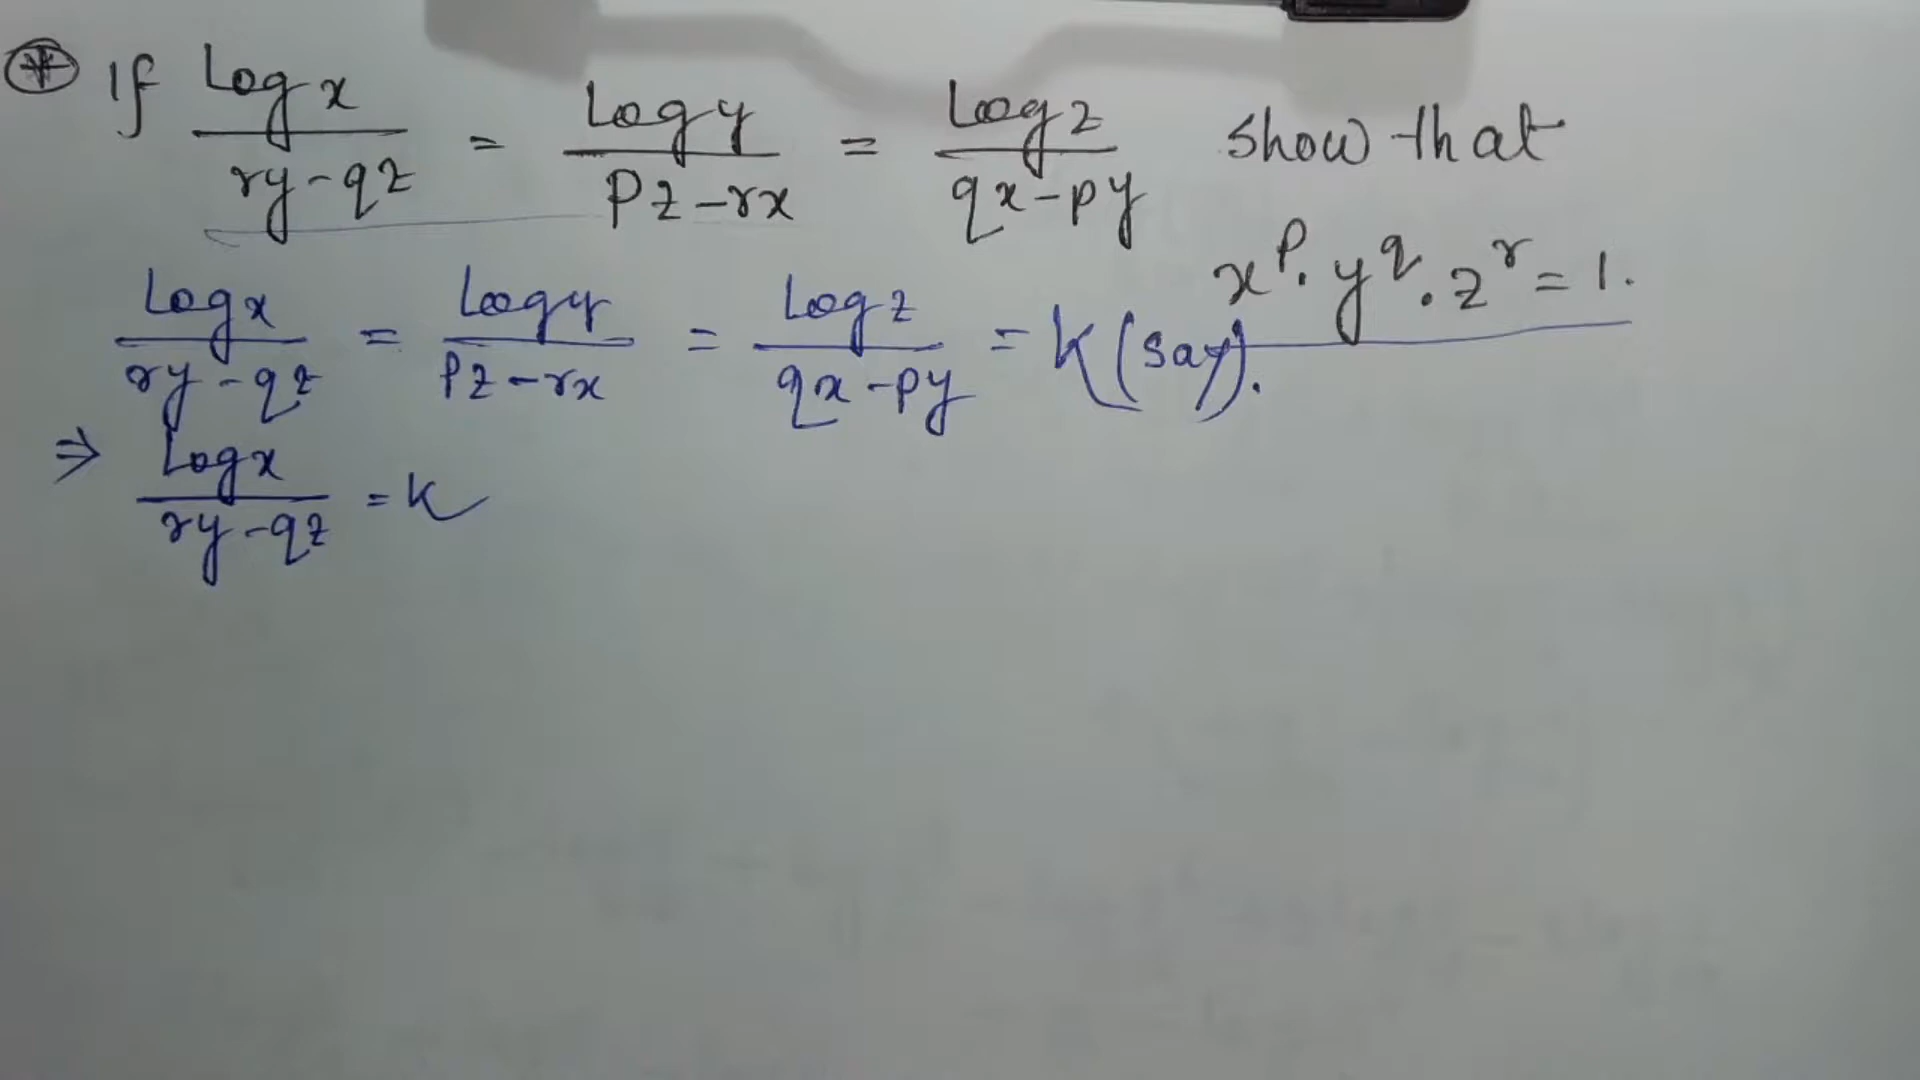 If Log x / ry - qz = Log y / pz - rx = Log z / qx - py show that
x^p . y^q . z^r = 1.
Log x / ry - qz = Log y / pz - rx = Log z / qx - py = K (say).
⇒ Log x / ry - qz = K